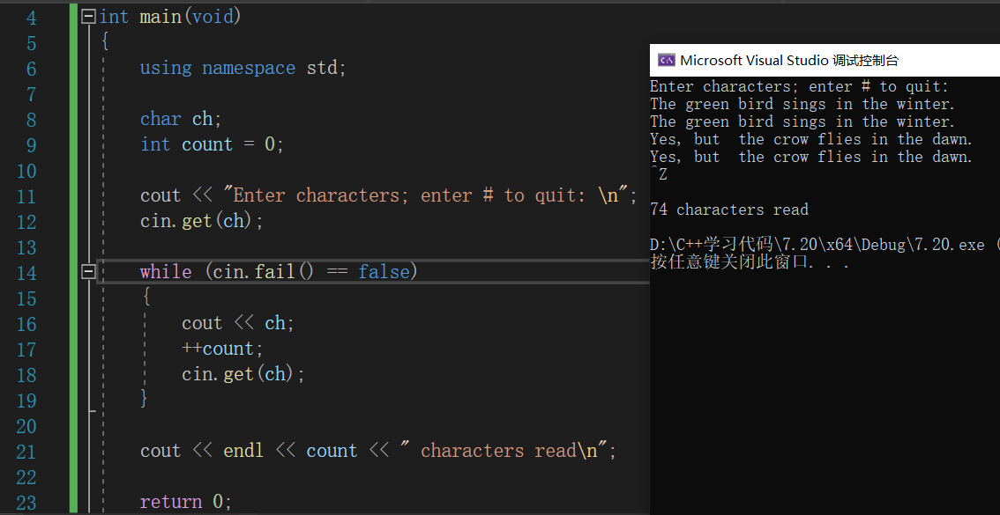 4 int main(void)
5 {
6 using namespace std;
7
8 char ch;
9 int count = 0;
10
11 cout << "Enter characters; enter # to quit: \n";
12 cin.get(ch);
13
14 while (cin.fail() == false)
15 {
16 cout << ch;
17 ++count;
18 cin.get(ch);
19 }
20
21 cout << endl << count << " characters read\n";
22
23 return 0;
Microsoft Visual Studio 调试控制台
Enter characters; enter # to quit:
The green bird sings in the winter.
The green bird sings in the winter.
Yes, but  the crow flies in the dawn.
Yes, but  the crow flies in the dawn.
^Z
74 characters read
D:\C++学习代码\7.20\x64\Debug\7.20.exe (
按任意键关闭此窗口. . .